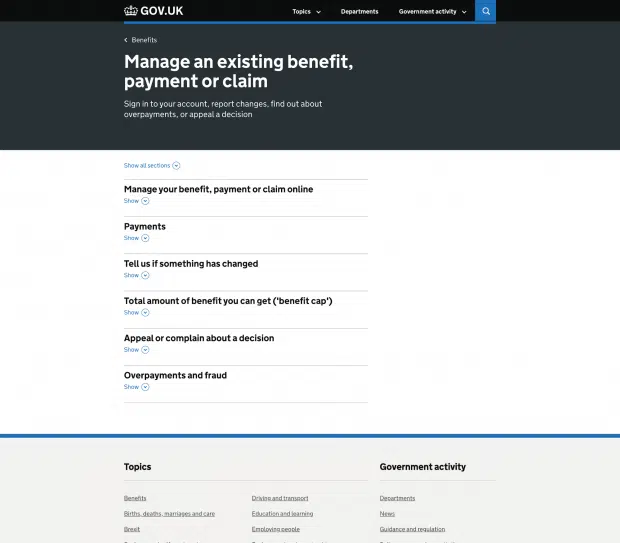 GOV.UK
Topics
Departments
Government activity
Benefits
Manage an existing benefit,
payment or claim
Sign in to your account, report changes, find out about
overpayments, or appeal a decision
Show all sections
Manage your benefit, payment or claim online
Show
Payments
Show
Tell us if something has changed
Show
Total amount of benefit you can get ('benefit cap')
Show
Appeal or complain about a decision
Show
Overpayments and fraud
Show
Topics
Government activity
Benefits
Driving and transport
Departments
Births, deaths, marriages and care
Education and learning
News
Brexit
Employing people
Guidance and regulation